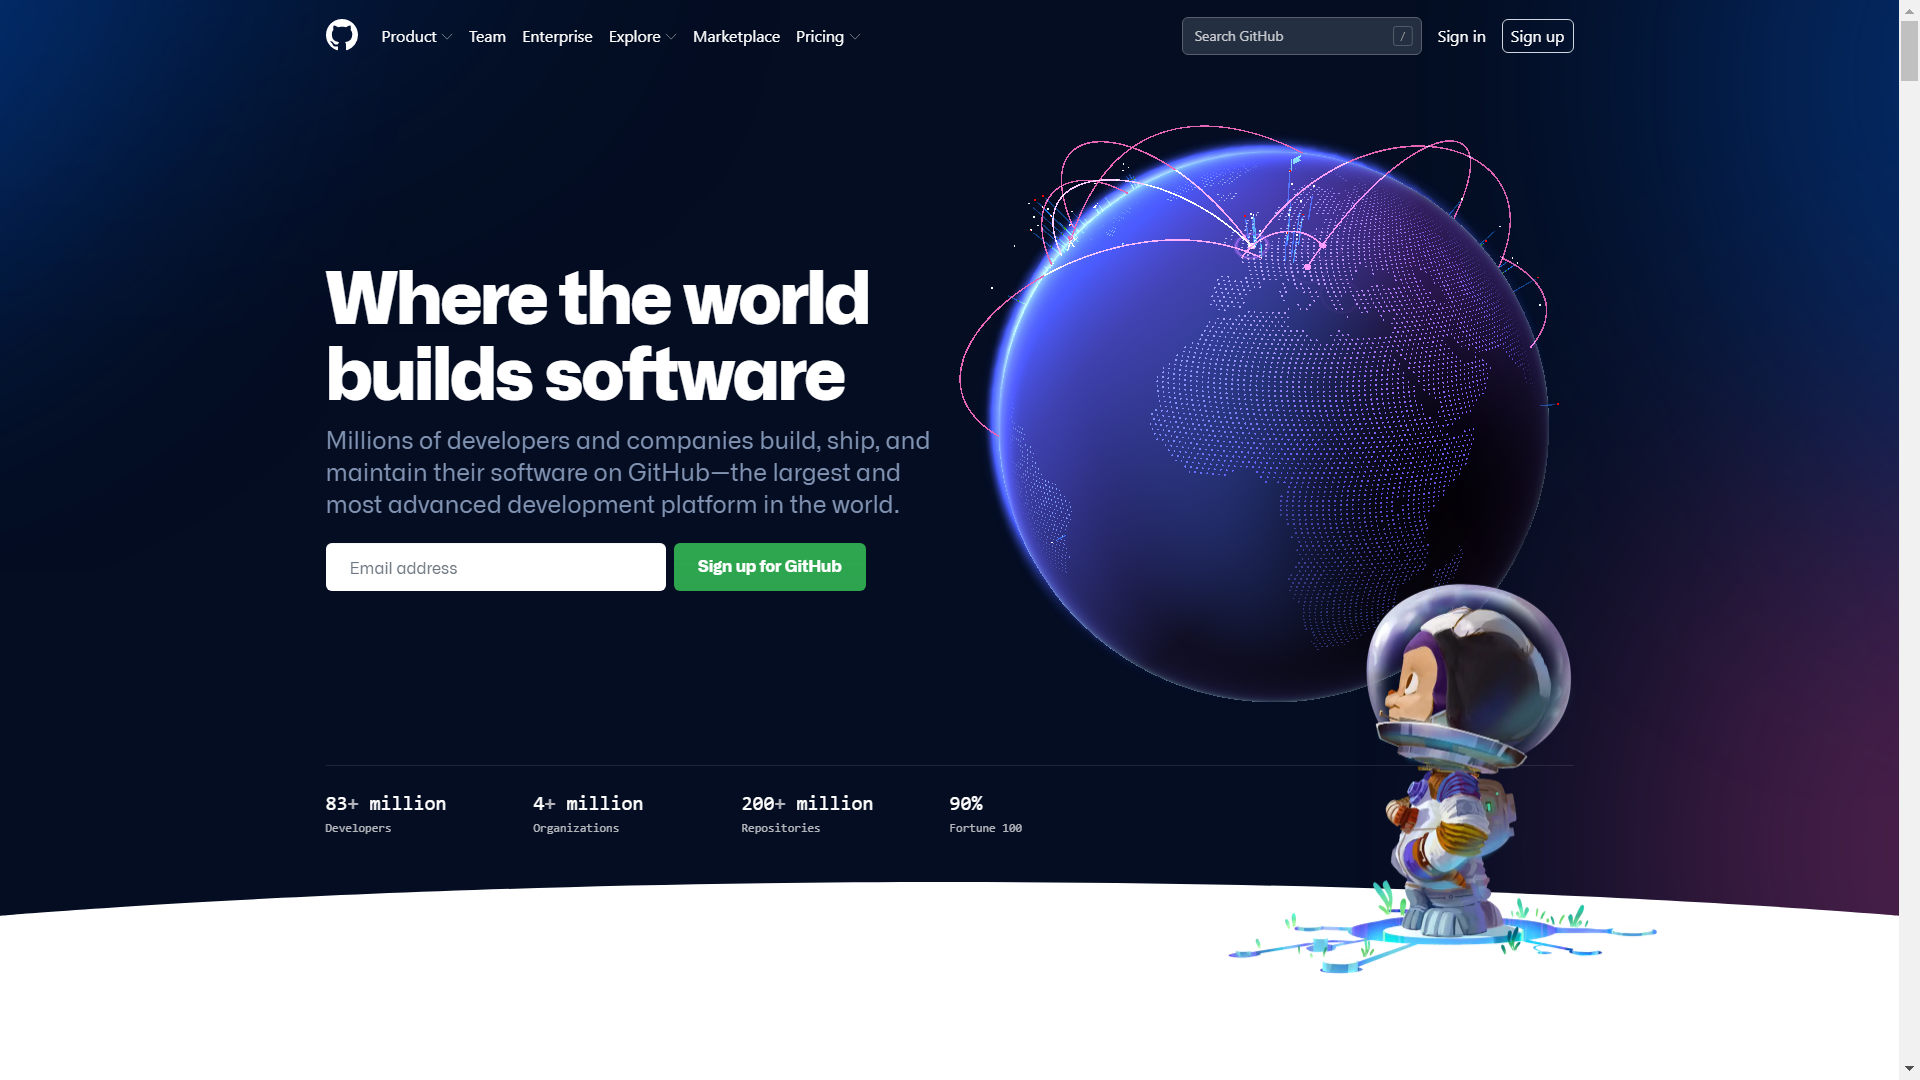 Product Team Enterprise Explore Marketplace Pricing Search GitHub / Sign in Sign up
Where the world
builds software
Millions of developers and companies build, ship, and
maintain their software on GitHub—the largest and
most advanced development platform in the world.
Email address Sign up for GitHub
83+ million 4+ million 200+ million 90%
Developers Organizations Repositories Fortune 100